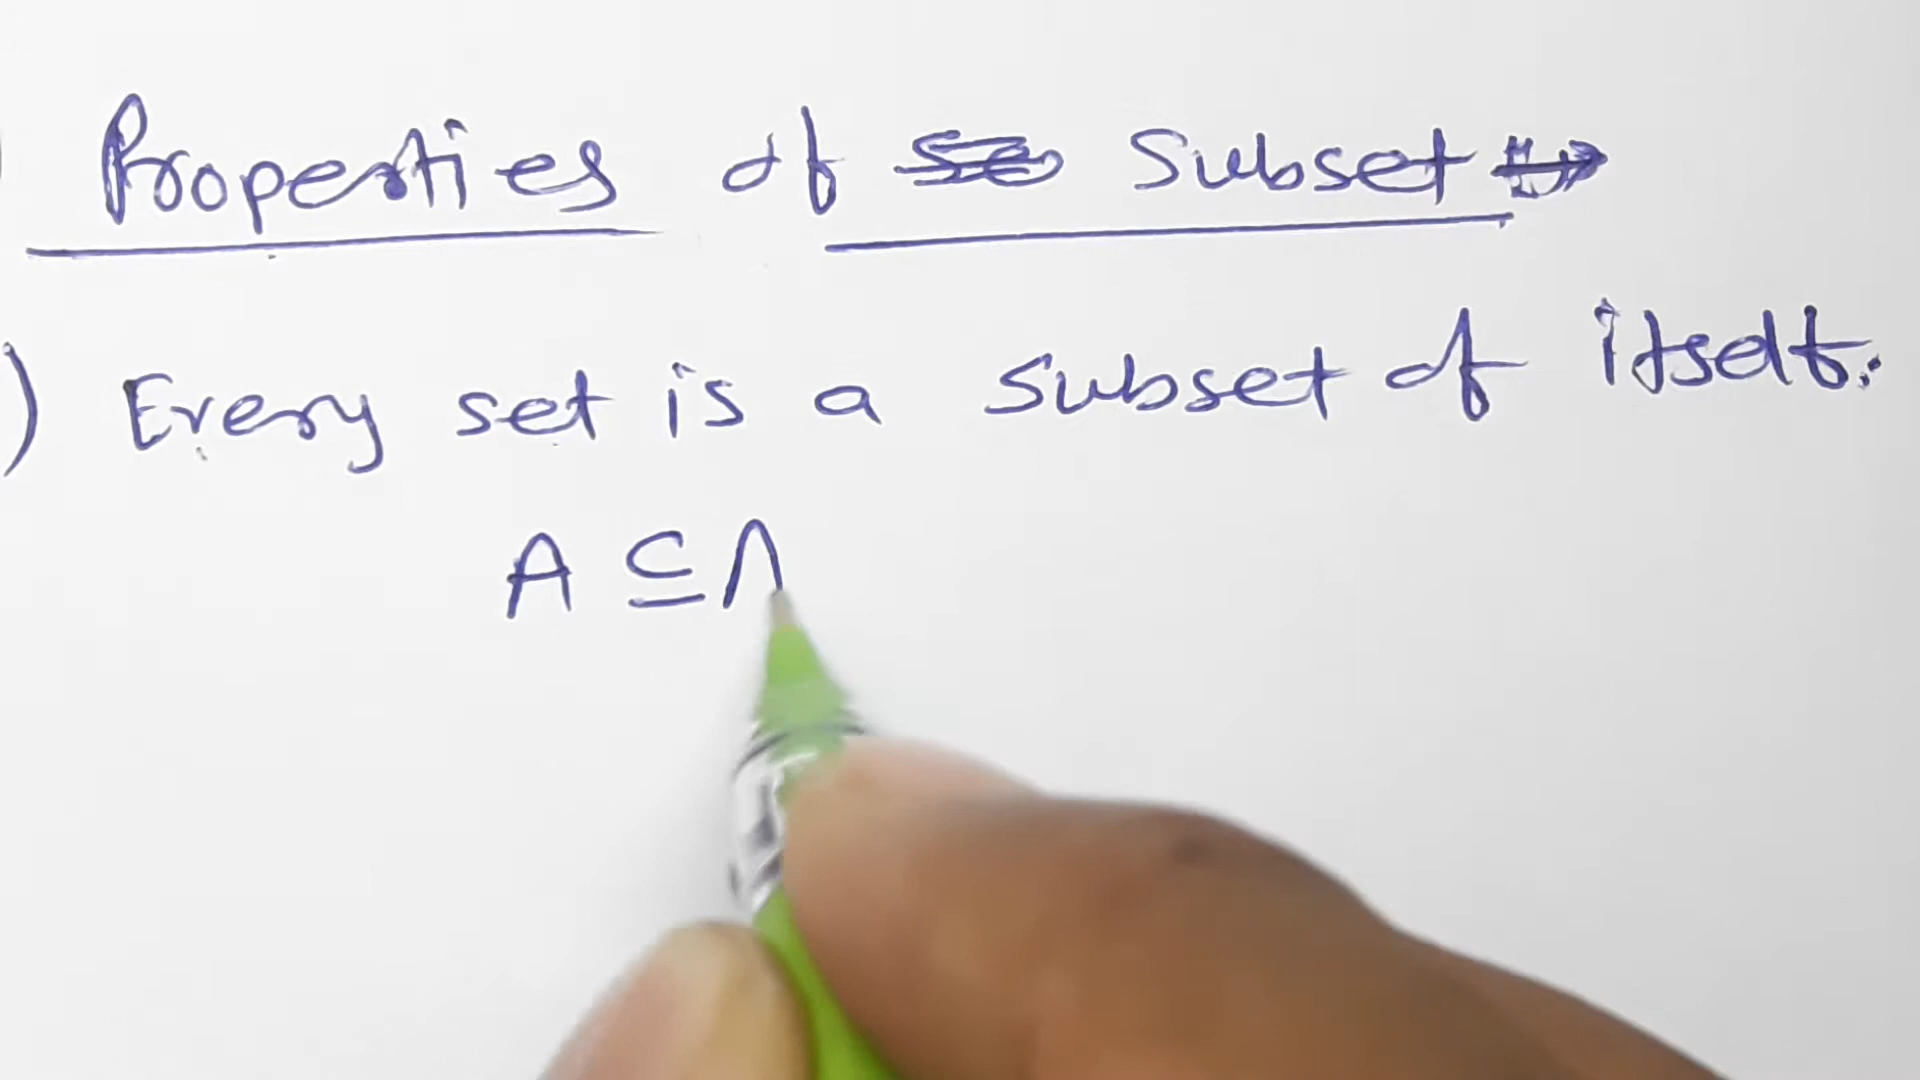 Properties of Subset
) Every set is a subset of itself.
A ⊆ A